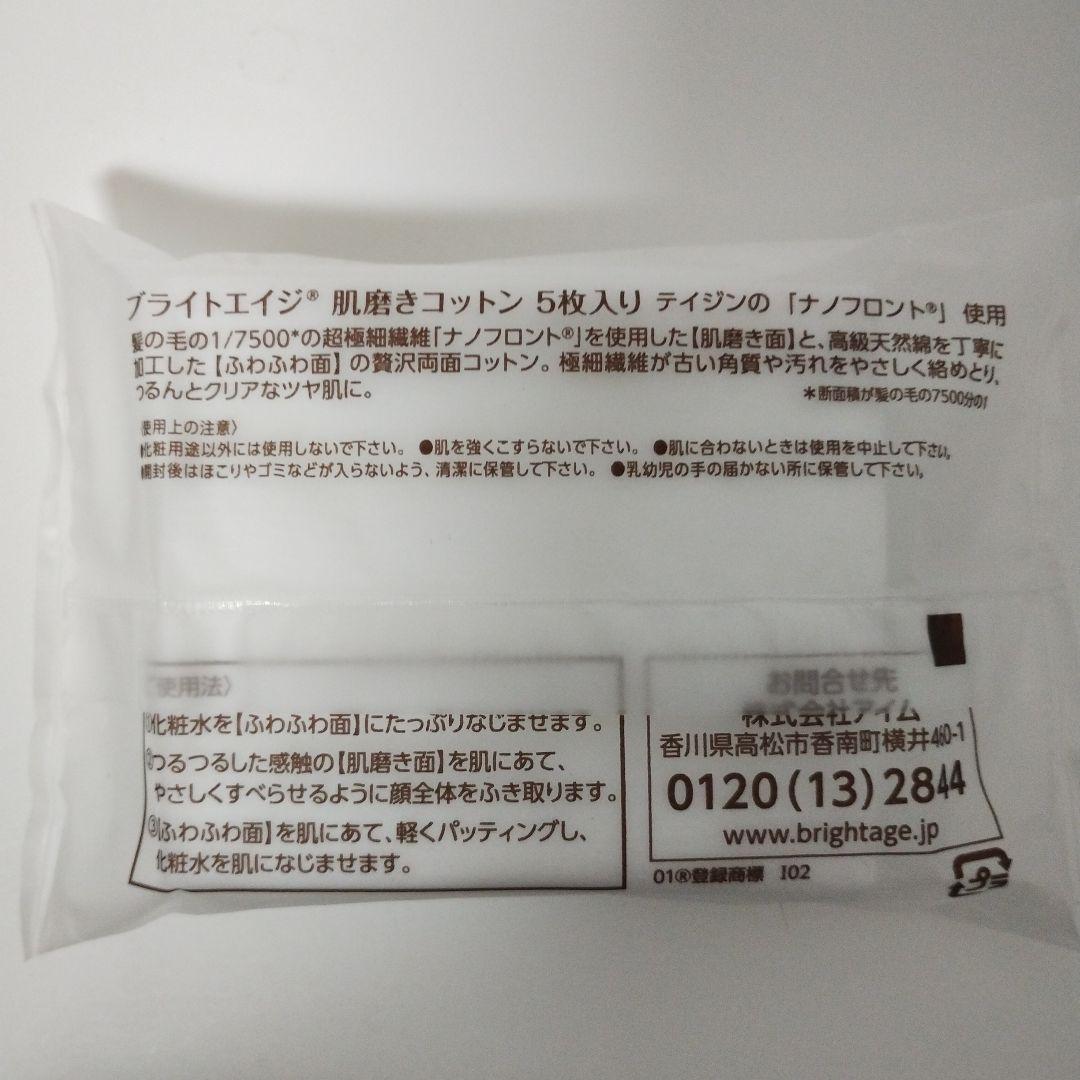 ブライトエイジ® 肌磨きコットン 5枚入り テイジンの「ナノフロント®」使用
髪の毛の1/7500*の超極細繊維「ナノフロント®」を使用した【肌磨き面】と、高級天然綿を丁寧に
加工した【ふわふわ面】の贅沢両面コットン。極細繊維が古い角質や汚れをやさしく絡めとり、
つるんとクリアなツヤ肌に。
*断面積が髪の毛の7500分の1
使用上の注意〉
●化粧用途以外には使用しないで下さい。 ●肌を強くこすらないで下さい。 ●肌に合わないときは使用を中止して下さい。
●開封後はほこりやゴミなどが入らないよう、清潔に保管して下さい。 ●乳幼児の手の届かない所に保管して下さい。
〈使用法〉
①化粧水を【ふわふわ面】にたっぷりなじませます。
②つるつるした感触の【肌磨き面】を肌にあて、
やさしくすべらせるように顔全体をふき取ります。
③【ふわふわ面】を肌にあて、軽くパッティングし、
化粧水を肌になじませます。
お問合せ先
株式会社アイム
香川県高松市香南町横井460-1
0120(13)2844
www.brightage.jp
01®登録商標 I02